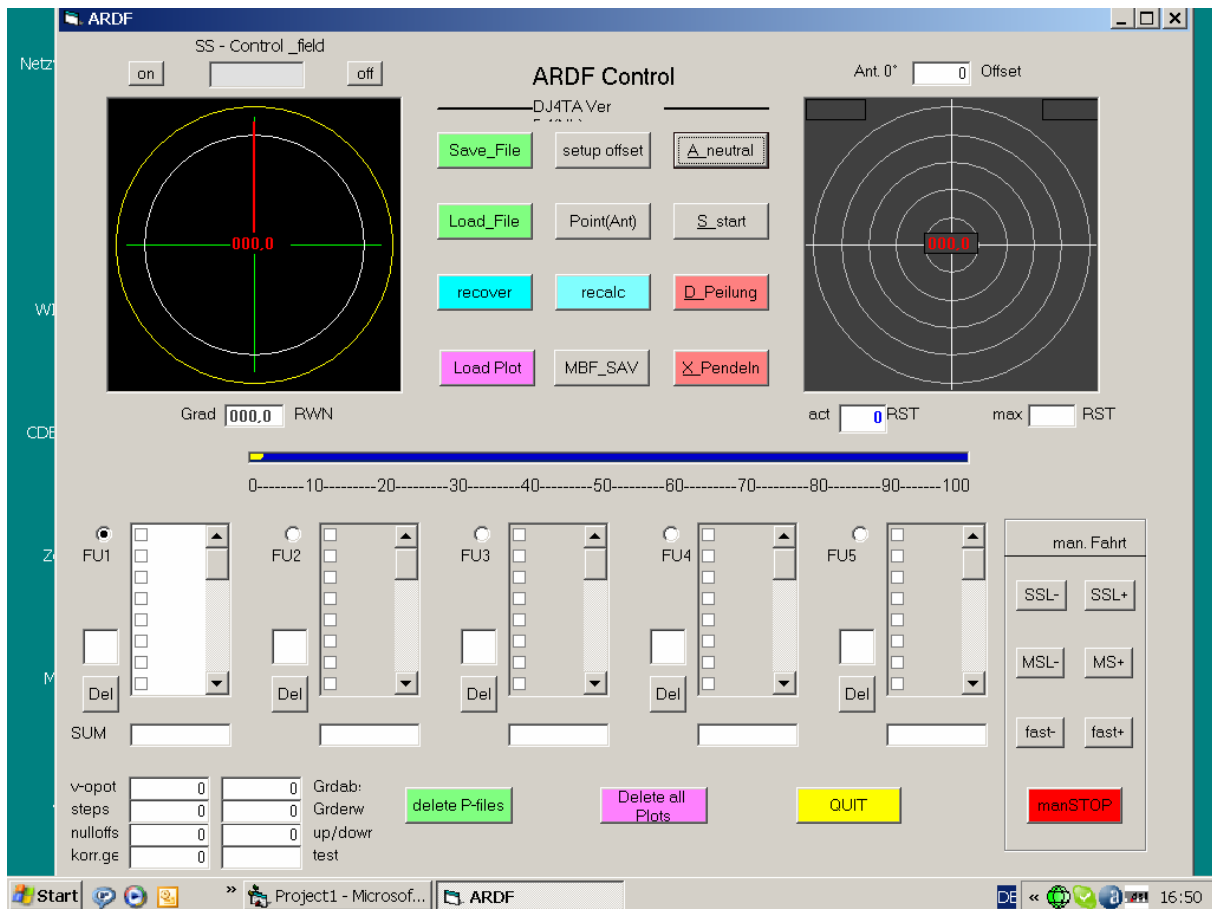 ARDF
Netz
SS - Control _field
on
off
ARDF Control
Ant. 0° 0 Offset
DJ4TA Ver
Save_File
setup offset
A_neutral
Load_File
Point(Ant)
S_start
000,0
000,0
recover
recalc
D_Peilung
WI
Load Plot
MBF_SAV
X_Pendeln
Grad 000,0 RWN
act 0 RST
max RST
CDE
0--------10---------20---------30---------40---------50---------60---------70---------80---------90-------100
FU1
FU2
FU3
FU4
FU5
man. Fahrt
SSL-
SSL+
MSL-
MS+
M
Del
Del
Del
Del
Del
SUM
fast-
fast+
v-opot 0 0 Grdab:
steps 0 0 Grderw
nulloffs 0 0 up/dowr
korr.ge 0 test
delete P-files
Delete all
Plots
QUIT
manSTOP
Start
»
Project1 - Microsof...
ARDF
DE
«
16:50